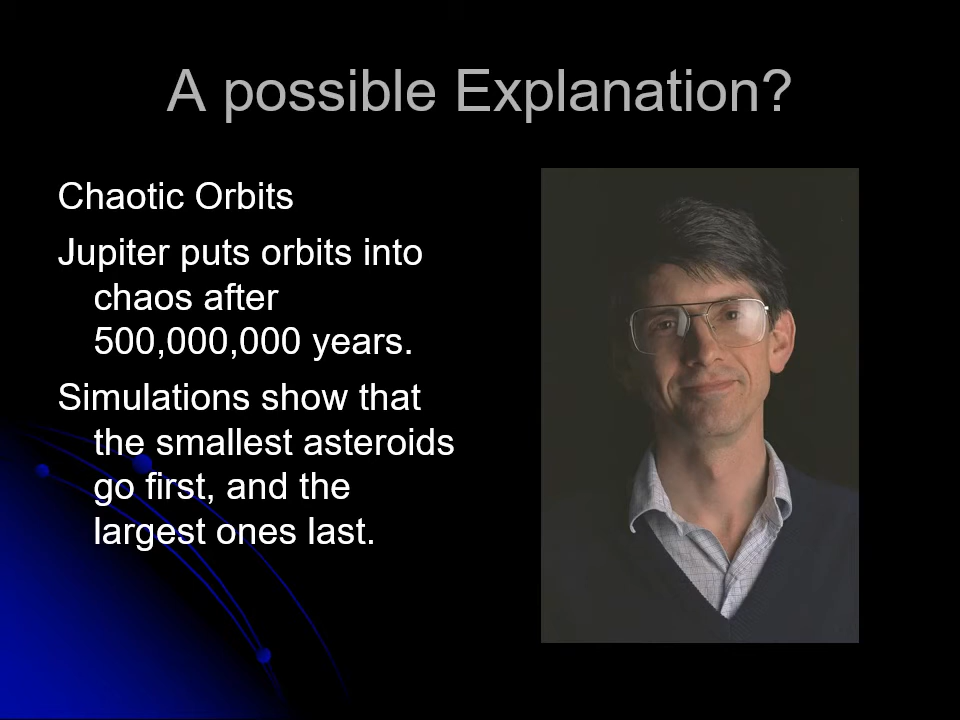 A possible Explanation?
Chaotic Orbits
Jupiter puts orbits into
chaos after
500,000,000 years.
Simulations show that
the smallest asteroids
go first, and the
largest ones last.